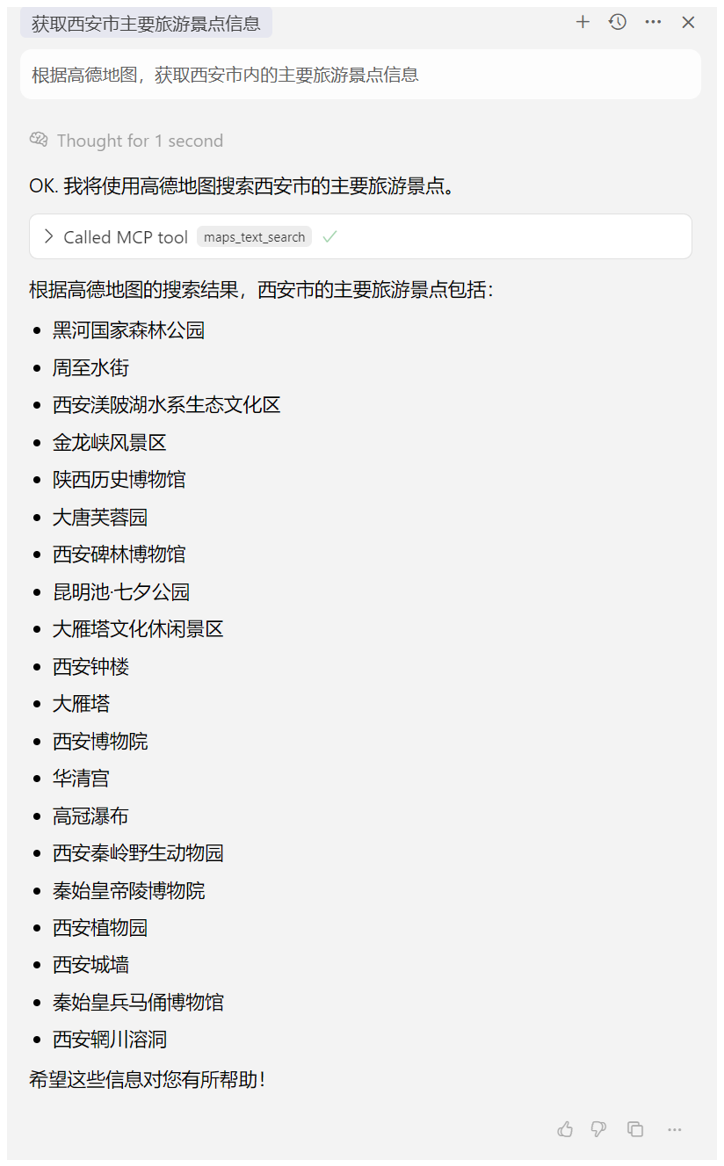 获取西安市主要旅游景点信息
根据高德地图，获取西安市内的主要旅游景点信息
Thought for 1 second
OK. 我将使用高德地图搜索西安市的主要旅游景点。
Called MCP tool maps_text_search
根据高德地图的搜索结果，西安市的主要旅游景点包括：
黑河国家森林公园
周至水街
西安渼陂湖水系生态文化区
金龙峡风景区
陕西历史博物馆
大唐芙蓉园
西安碑林博物馆
昆明池·七夕公园
大雁塔文化休闲景区
西安钟楼
大雁塔
西安博物院
华清宫
高冠瀑布
西安秦岭野生动物园
秦始皇帝陵博物院
西安植物园
西安城墙
秦始皇兵马俑博物馆
西安辋川溶洞
希望这些信息对您有所帮助！